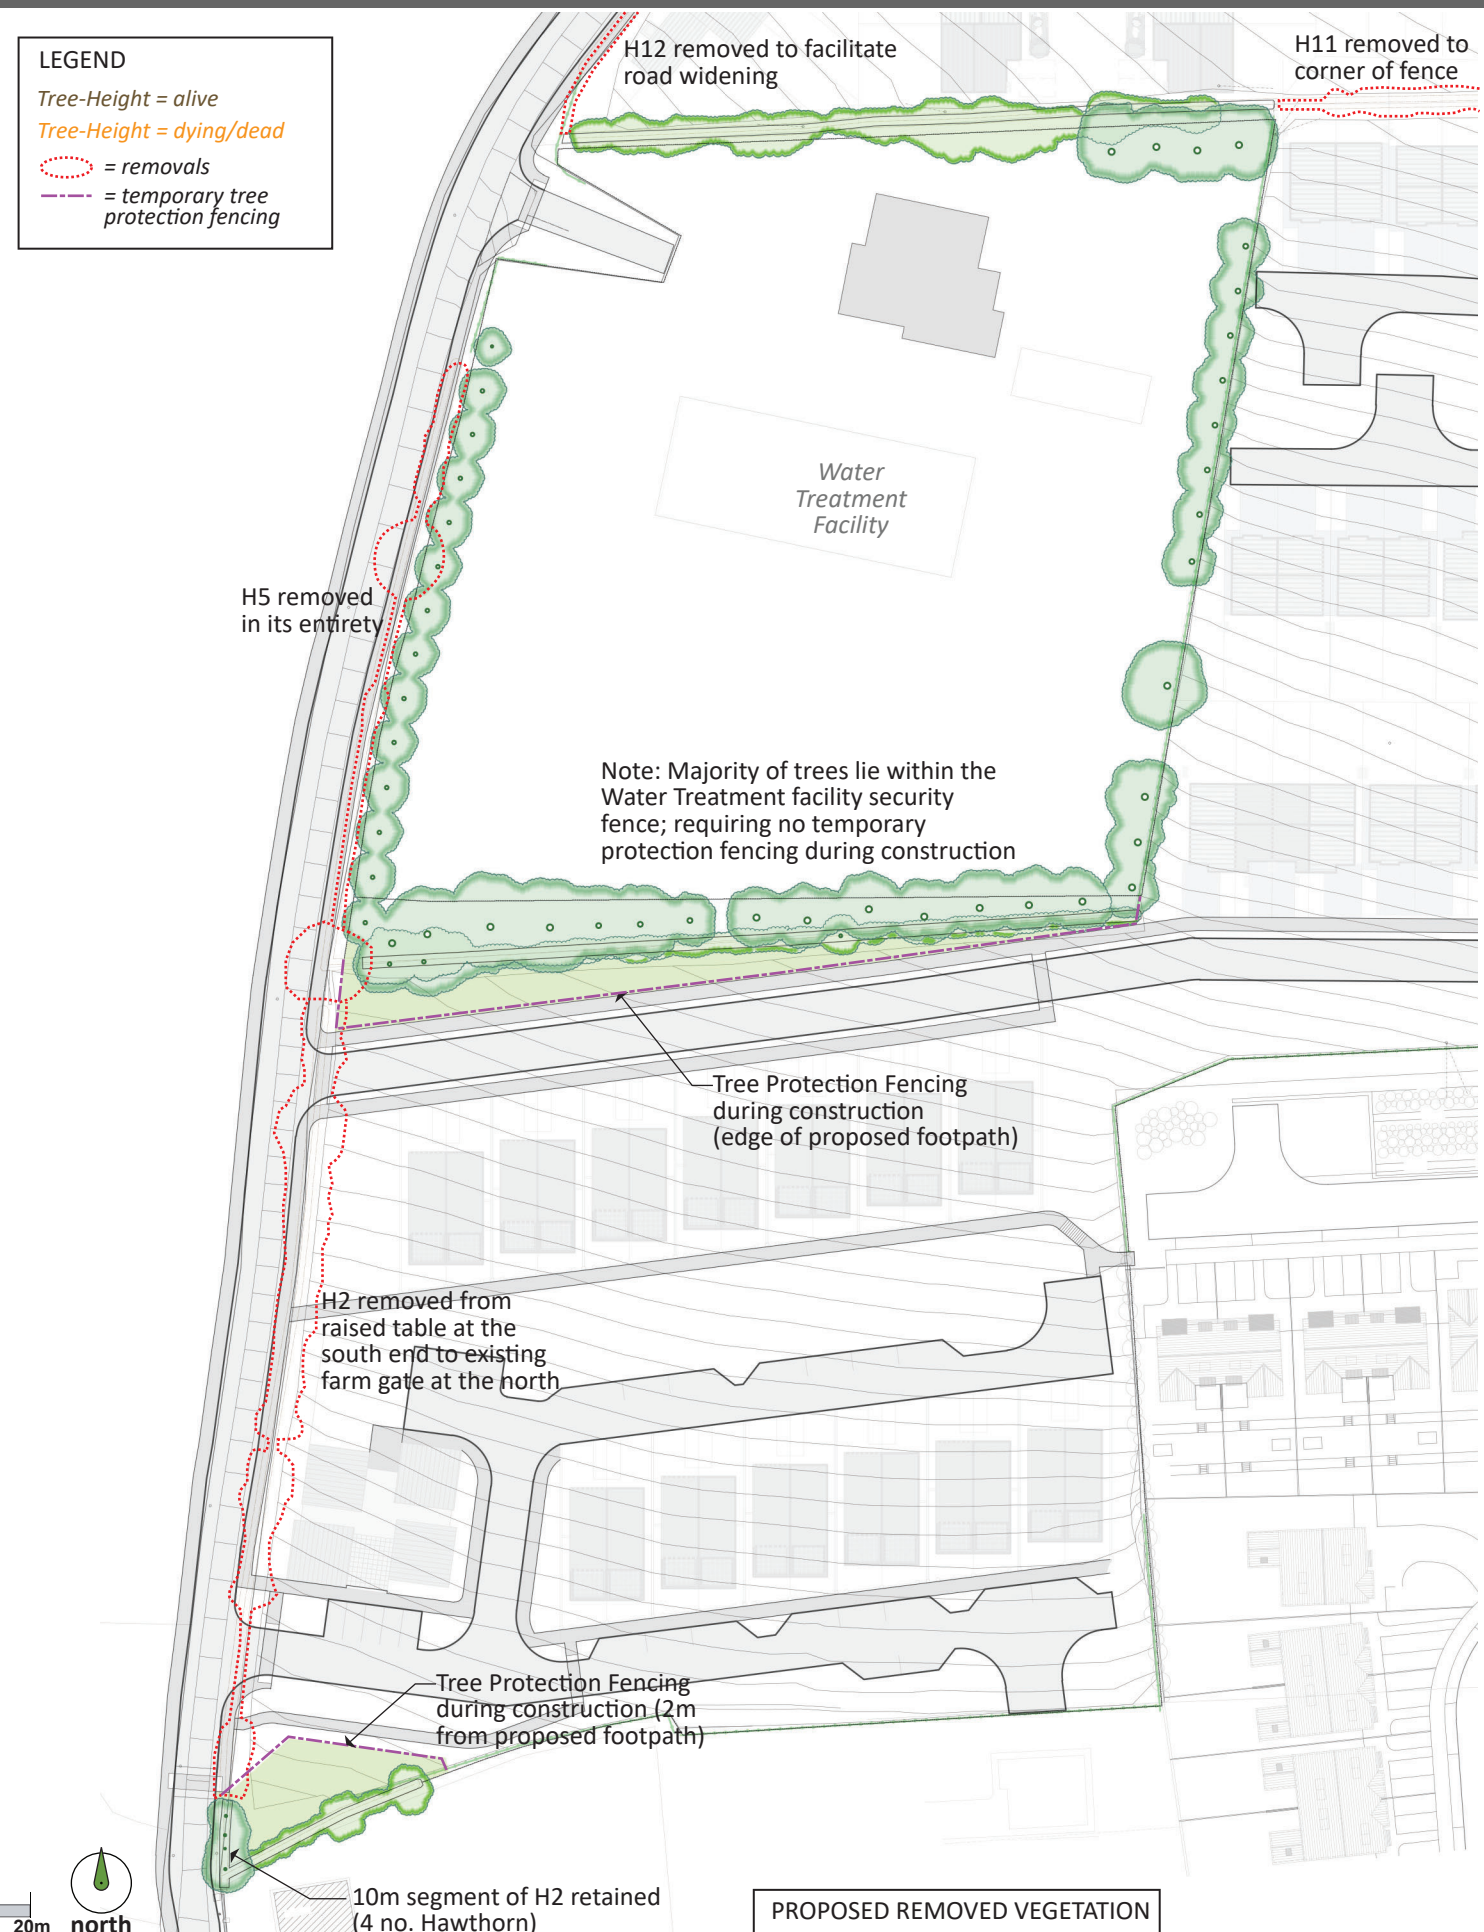 LEGEND
Tree-Height = alive
Tree-Height = dying/dead
= removals
= temporary tree
protection fencing
H12 removed to facilitate
road widening
H11 removed to
corner of fence
Water
Treatment
Facility
H5 removed
in its entirety
Note: Majority of trees lie within the
Water Treatment facility security
fence; requiring no temporary
protection fencing during construction
Tree Protection Fencing
during construction
(edge of proposed footpath)
H2 removed from
raised table at the
south end to existing
farm gate at the north
Tree Protection Fencing
during construction (2m
from proposed footpath)
10m segment of H2 retained
(4 no. Hawthorn)
20m
north
PROPOSED REMOVED VEGETATION